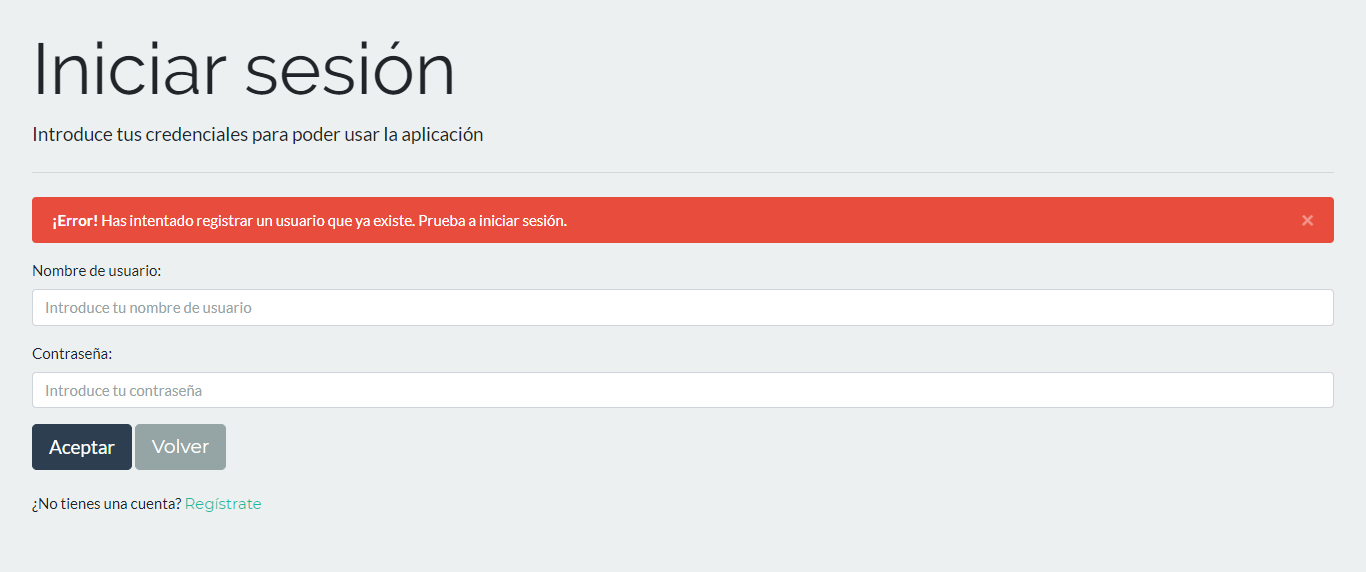 Iniciar sesión
Introduce tus credenciales para poder usar la aplicación
¡Error! Has intentado registrar un usuario que ya existe. Prueba a iniciar sesión. ×
Nombre de usuario:
Introduce tu nombre de usuario
Contraseña:
Introduce tu contraseña
Aceptar Volver
¿No tienes una cuenta? Regístrate